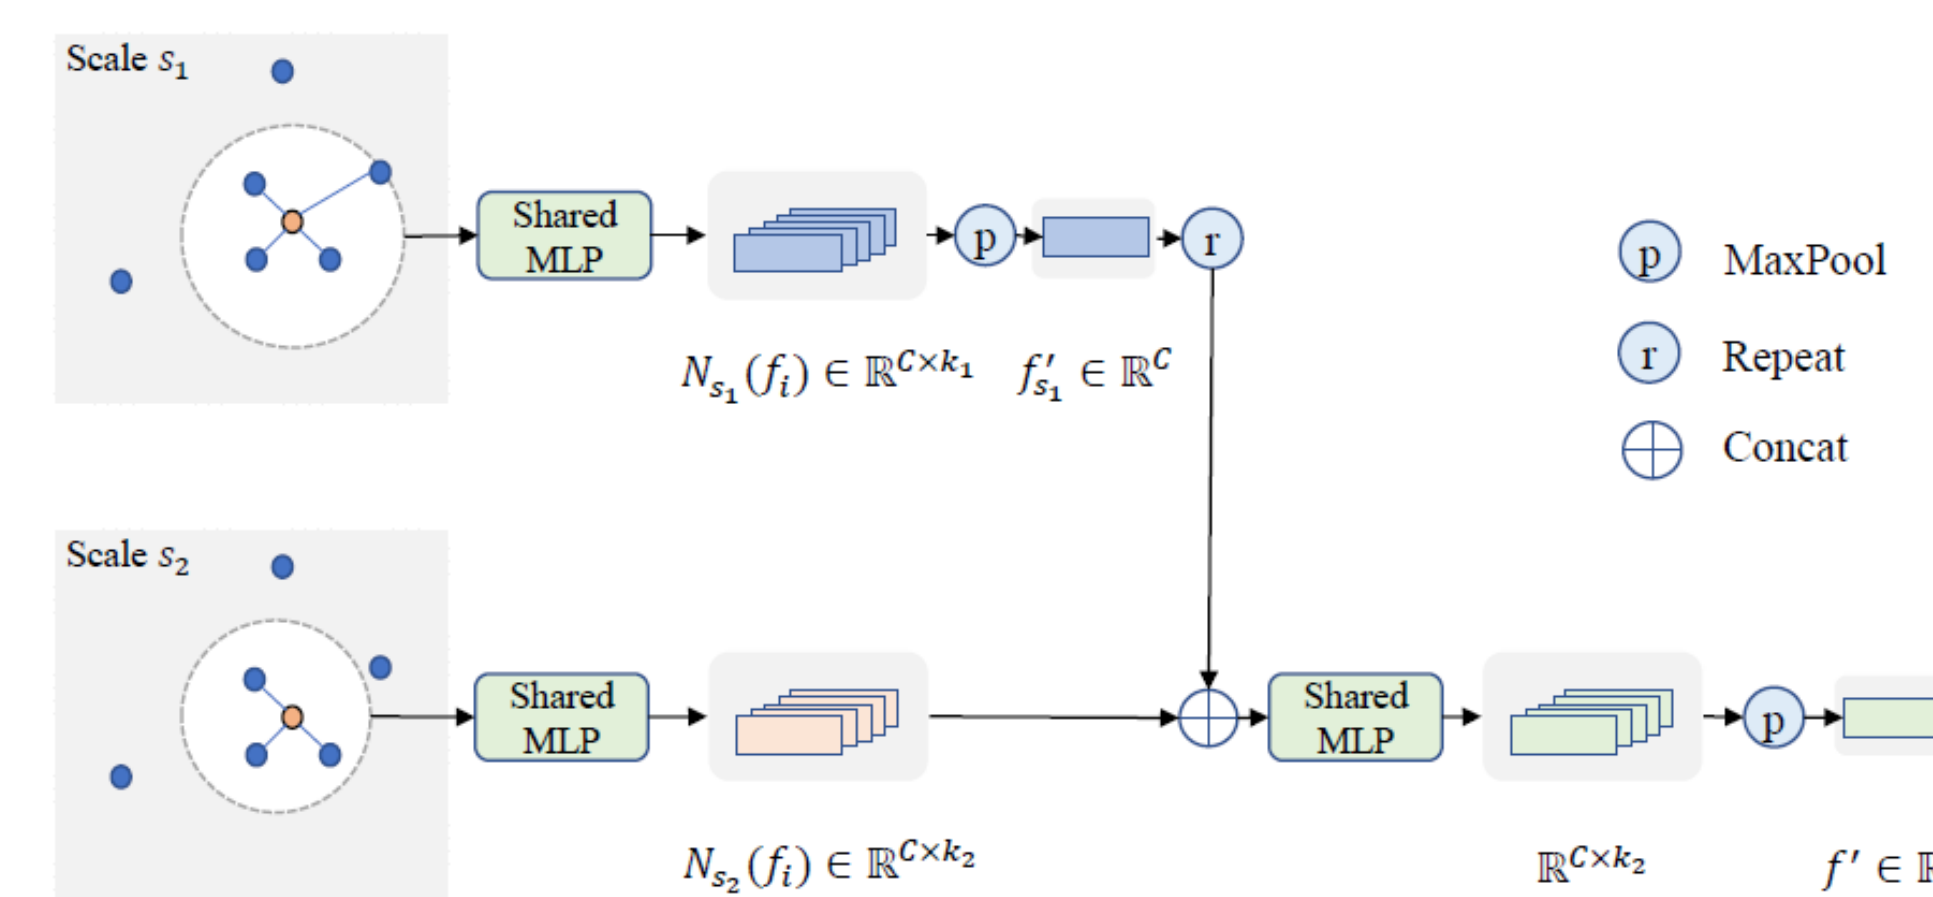 Scale s₁
Shared
MLP
p
r
N_{s₁}(f_i) ∈ ℝ^{C×k₁}
f′_{s₁} ∈ ℝ^C
p MaxPool
r Repeat
Concat
Scale s₂
Shared
MLP
Shared
MLP
p
N_{s₂}(f_i) ∈ ℝ^{C×k₂}
ℝ^{C×k₂}
f′ ∈